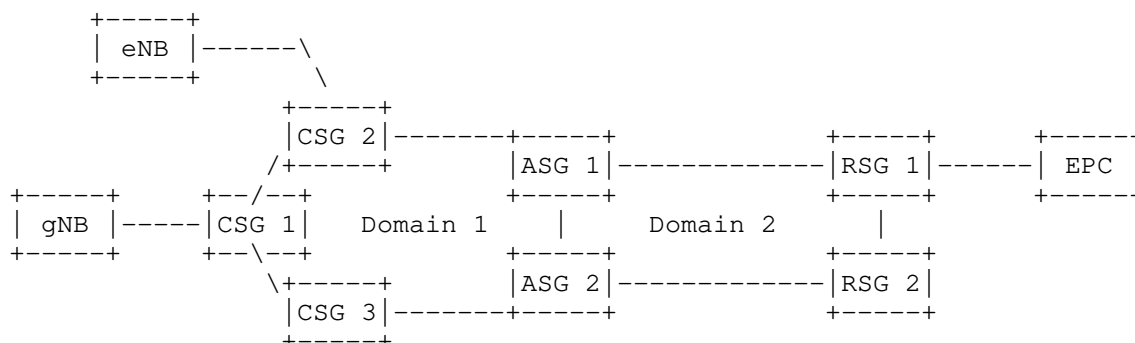 eNB
CSG 2
ASG 1 RSG 1 EPC
gNB CSG 1 Domain 1 Domain 2
ASG 2 RSG 2
CSG 3